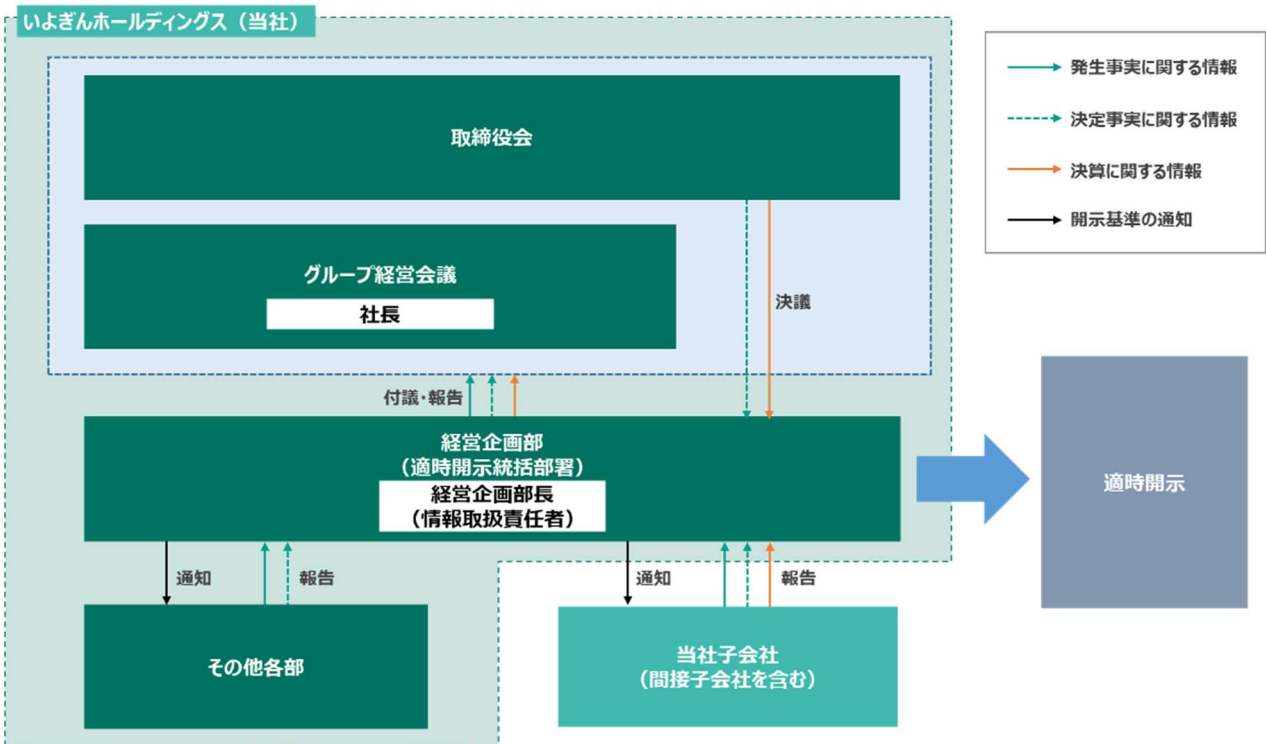 いよぎんホールディングス（当社）
取締役会
グループ経営会議
社長
決議
付議・報告
経営企画部
（適時開示統括部署）
経営企画部長
（情報取扱責任者）
通知
報告
通知
報告
その他各部
当社子会社
（間接子会社を含む）
発生事実に関する情報
決定事実に関する情報
決算に関する情報
開示基準の通知
適時開示